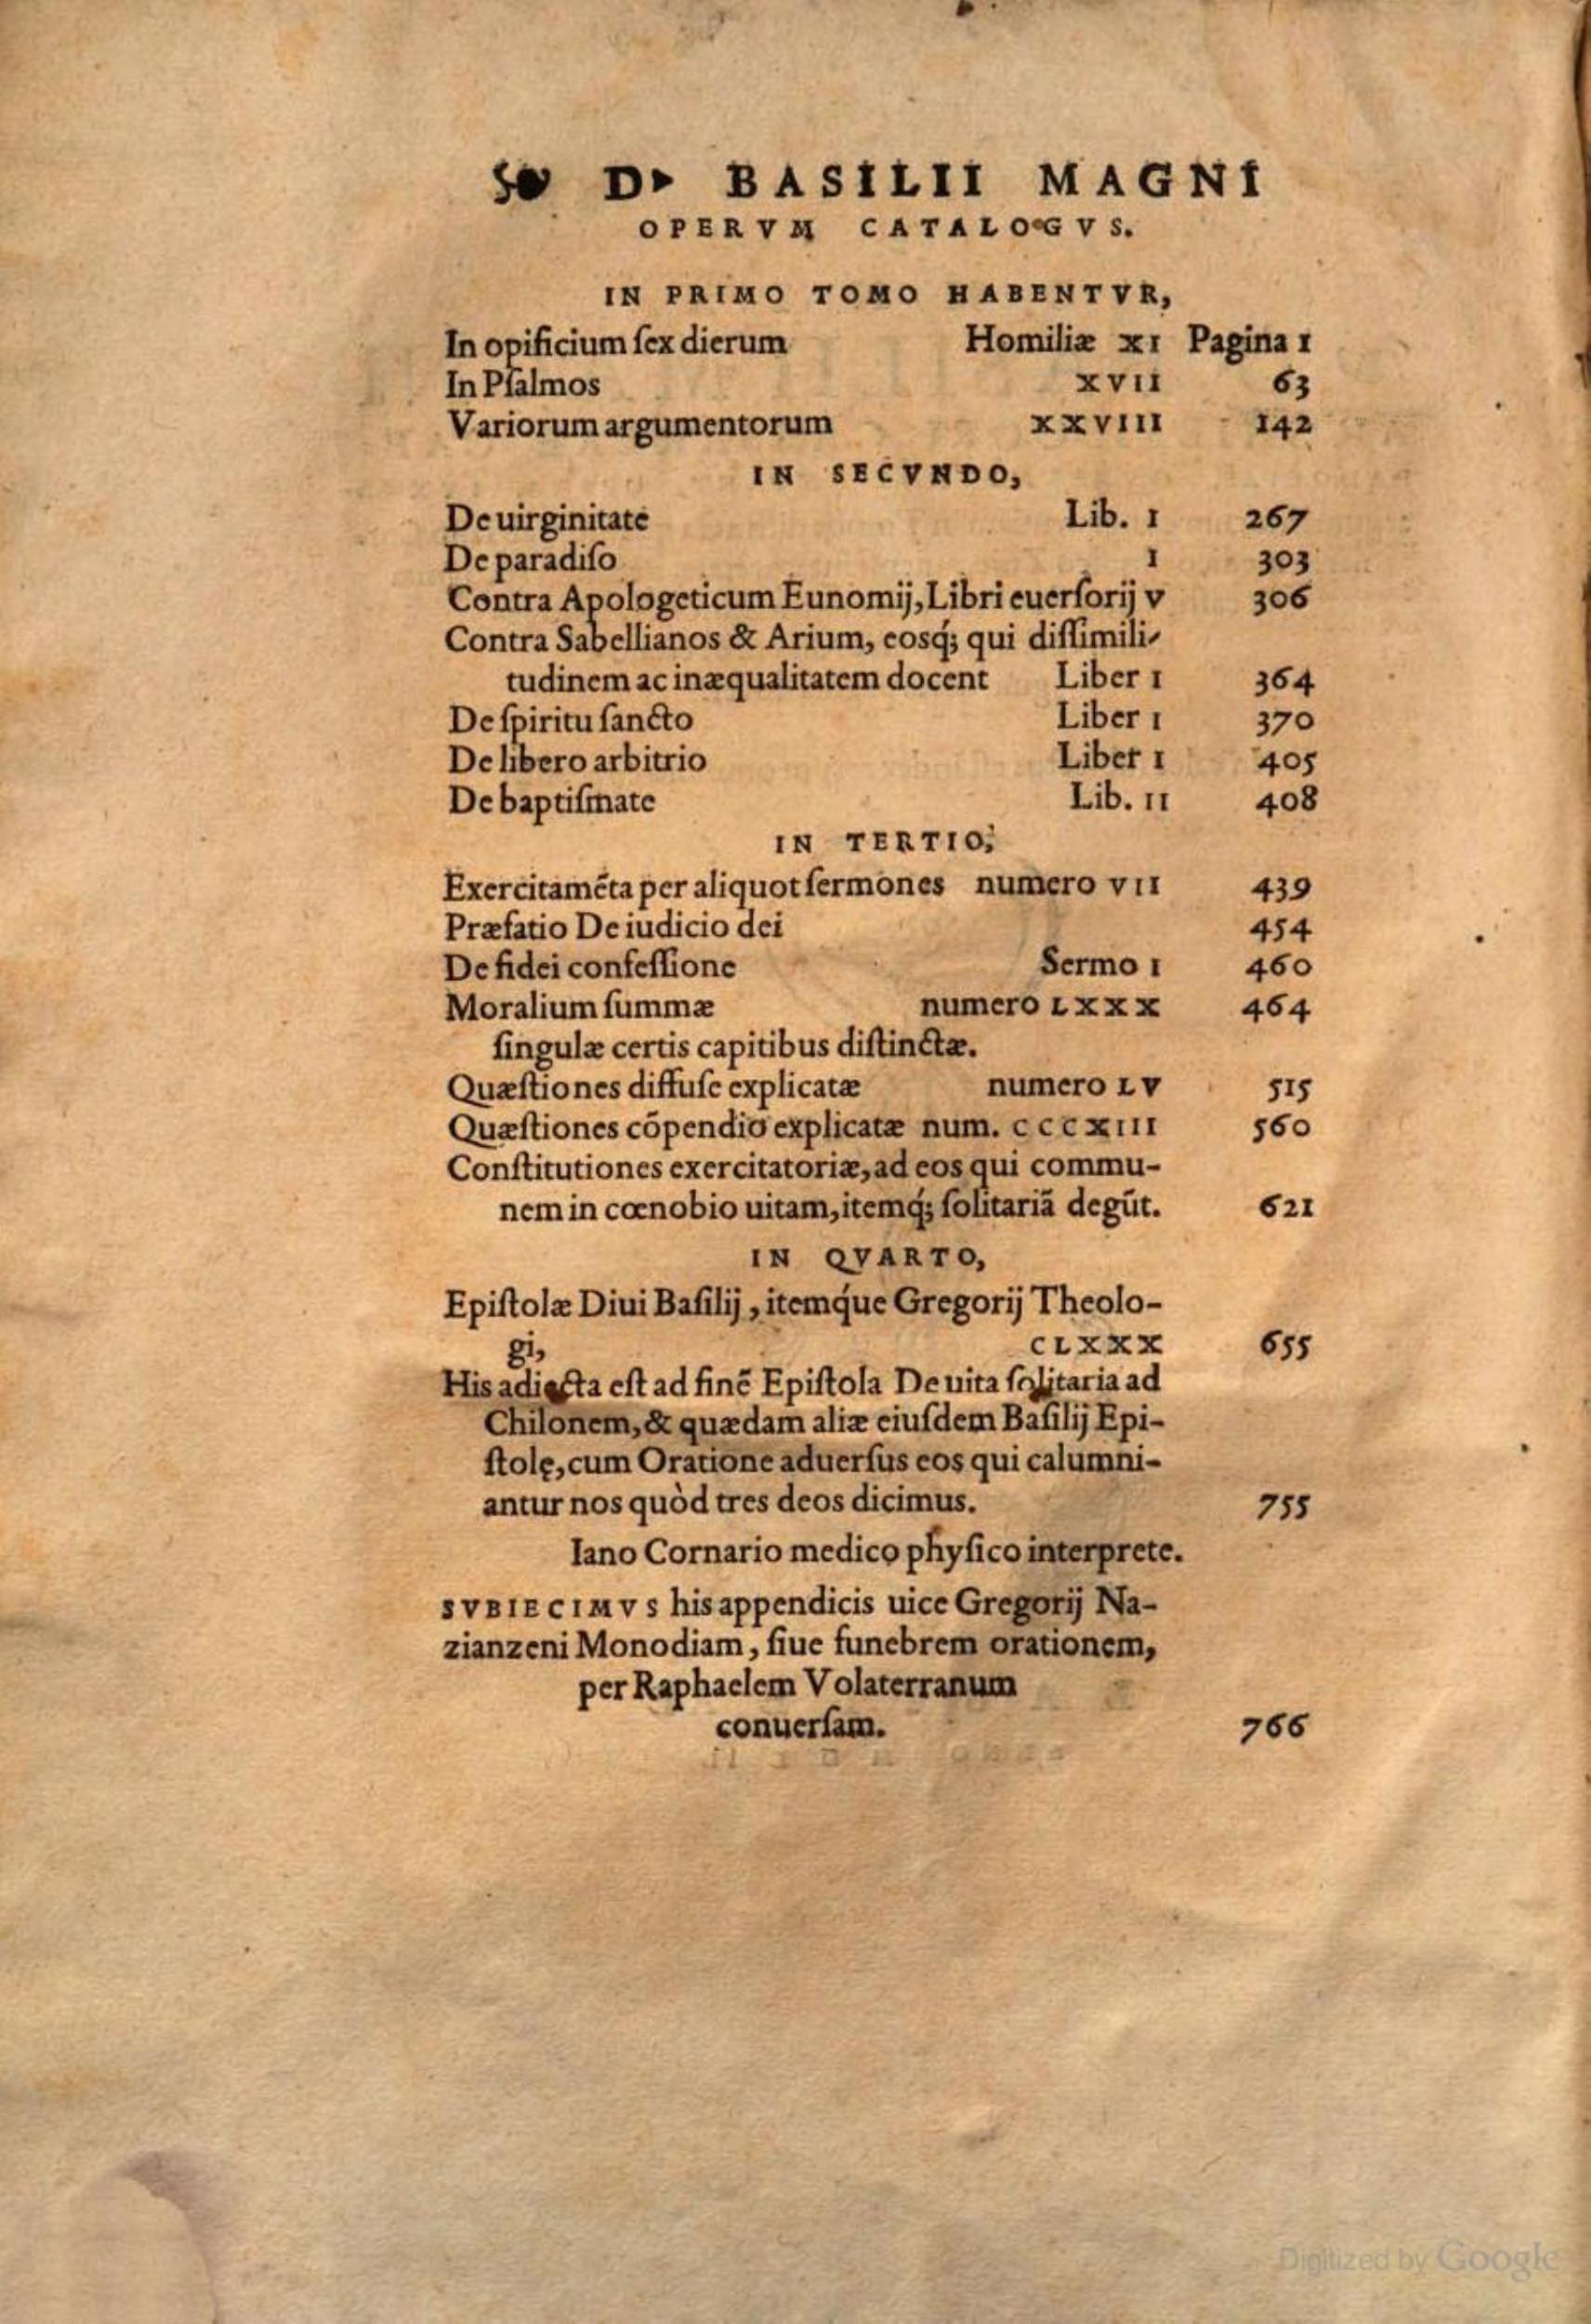 D. BASILII MAGNI
OPERVM CATALOGVS.
IN PRIMO TOMO HABENTVR,
In opificium ſex dierum Homiliæ XI Pagina 1
In Pſalmos XVII 63
Variorum argumentorum XXVIII 142
IN SECVNDO,
De uirginitate Lib. I 267
De paradiſo I 303
Contra Apologeticum Eunomij, Libri euerſorij V 306
Contra Sabellianos & Arium, eosq́; qui diſſimili-
tudinem ac inæqualitatem docent Liber I 364
De ſpiritu ſancto Liber I 370
De libero arbitrio Liber I 405
De baptiſmate Lib. II 408
IN TERTIO,
Exercitamēta per aliquot ſermones numero VII 439
Præfatio De iudicio dei 454
De fidei confeſſione Sermo I 460
Moralium ſummæ numero LXXX 464
ſingulæ certis capitibus diſtinctæ.
Quæſtiones diffuſe explicatæ numero LV 515
Quæſtiones cōpendio explicatæ num. CCCXIII 560
Conſtitutiones exercitatoriæ, ad eos qui commu-
nem in cœnobio uitam, itemq́; ſolitariā degūt. 621
IN QVARTO,
Epiſtolæ Diui Baſilij, itemq́ue Gregorij Theolo-
gi, CLXXX 655
His adiecta eſt ad finē Epiſtola De uita ſolitaria ad
Chilonem, & quædam aliæ eiuſdem Baſilij Epi-
ſtolę, cum Oratione aduerſus eos qui calumni-
antur nos quòd tres deos dicimus. 755
Iano Cornario medico phyſico interprete.
SVBIECIMVS his appendicis uice Gregorij Na-
zianzeni Monodiam, ſiue funebrem orationem,
per Raphaelem Volaterranum
conuerſam. 766
Digitized by Google